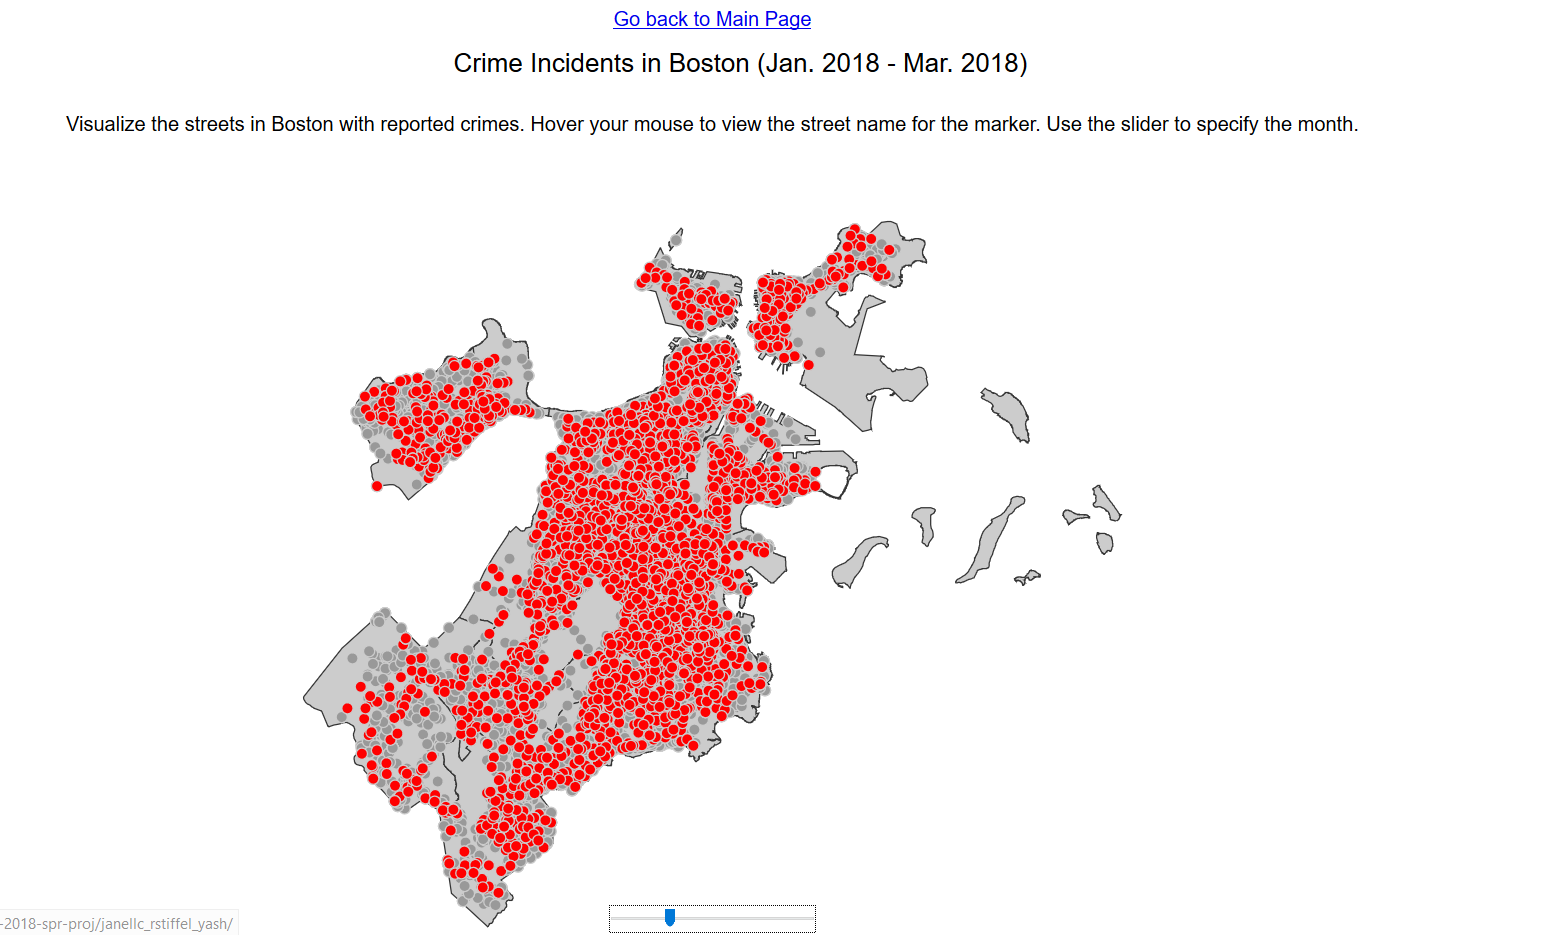 Go back to Main Page
Crime Incidents in Boston (Jan. 2018 - Mar. 2018)
Visualize the streets in Boston with reported crimes. Hover your mouse to view the street name for the marker. Use the slider to specify the month.
-2018-spr-proj/janellc_rstiffel_yash/